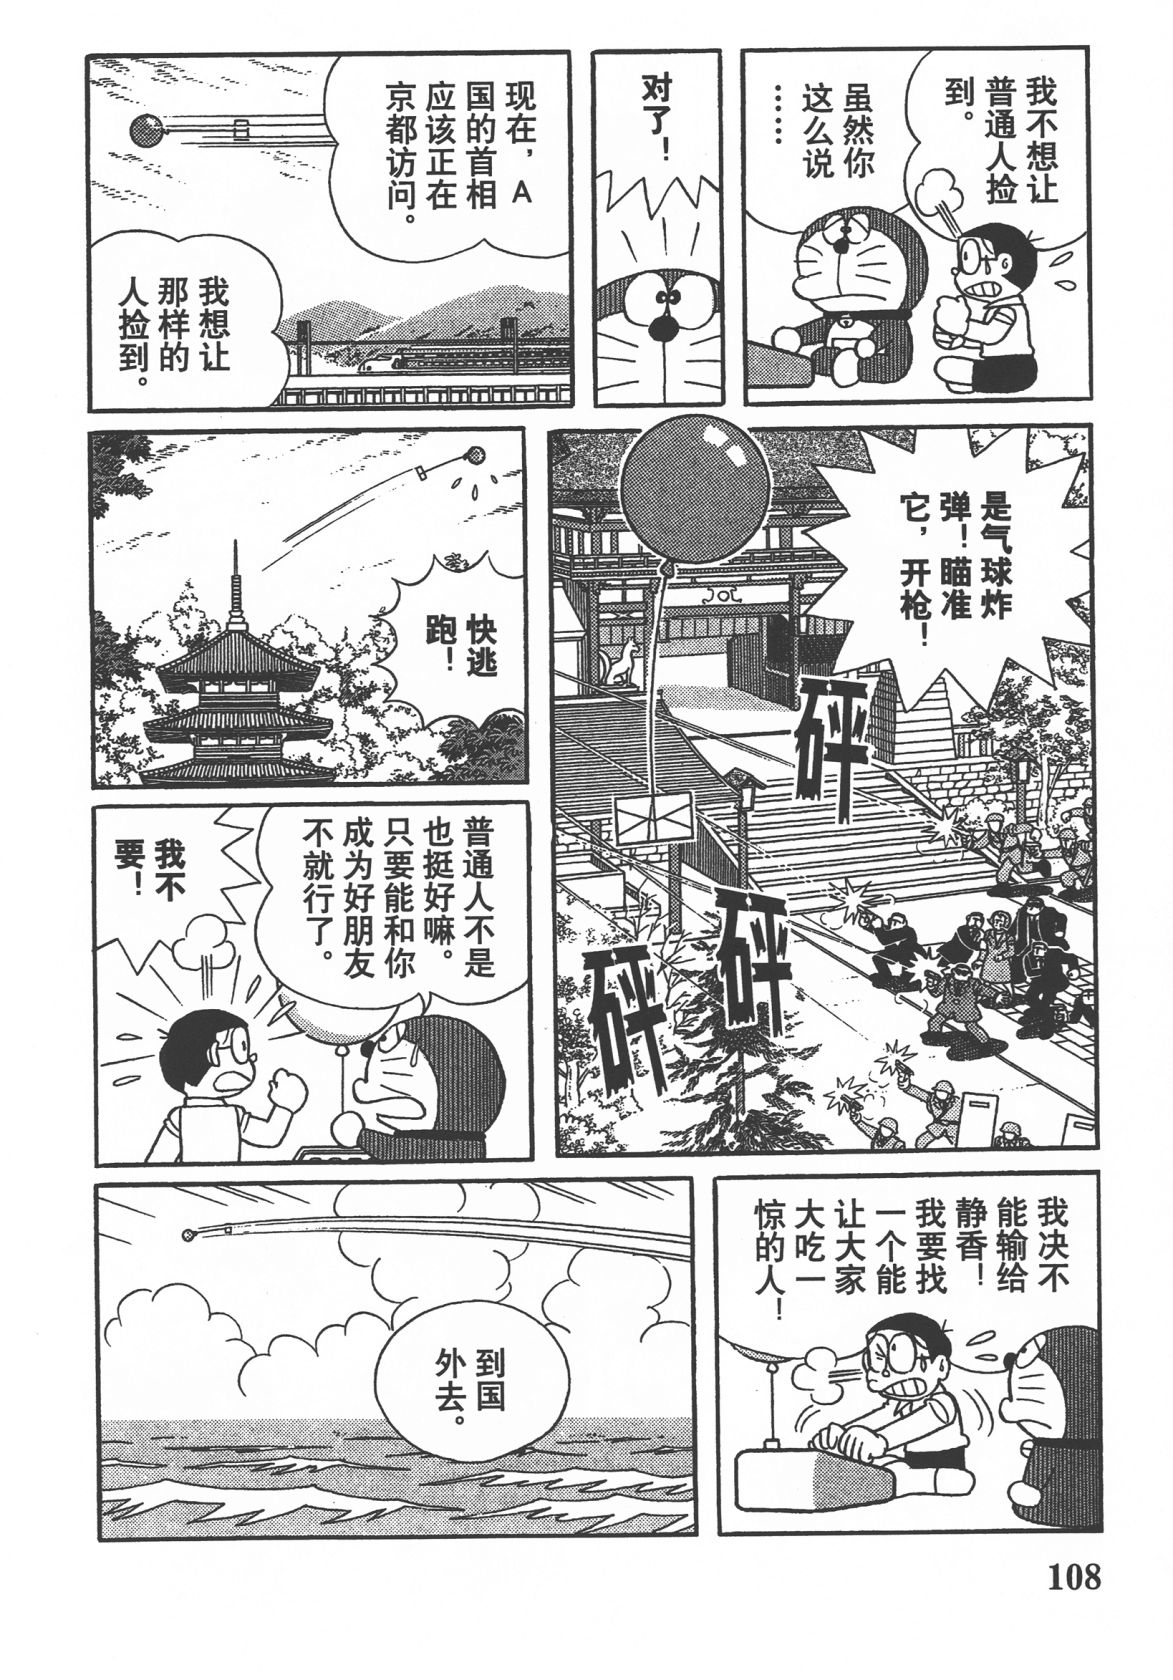 我不想让
普通人捡
到。
虽然你
这么说
……
对了！
现在，A
国的首相
应该正在
京都访问。
我想让
那样的
人捡到。
是气球炸
弹！瞄准
它，开枪！
砰
砰
砰
快逃
跑！
普通人不是
也挺好嘛。
只要能和你
成为好朋友
不就行了。
我不
要！
我决不
能输给
静香！
我要找
一个能
让大家
大吃一
惊的人！
到国
外去。
108